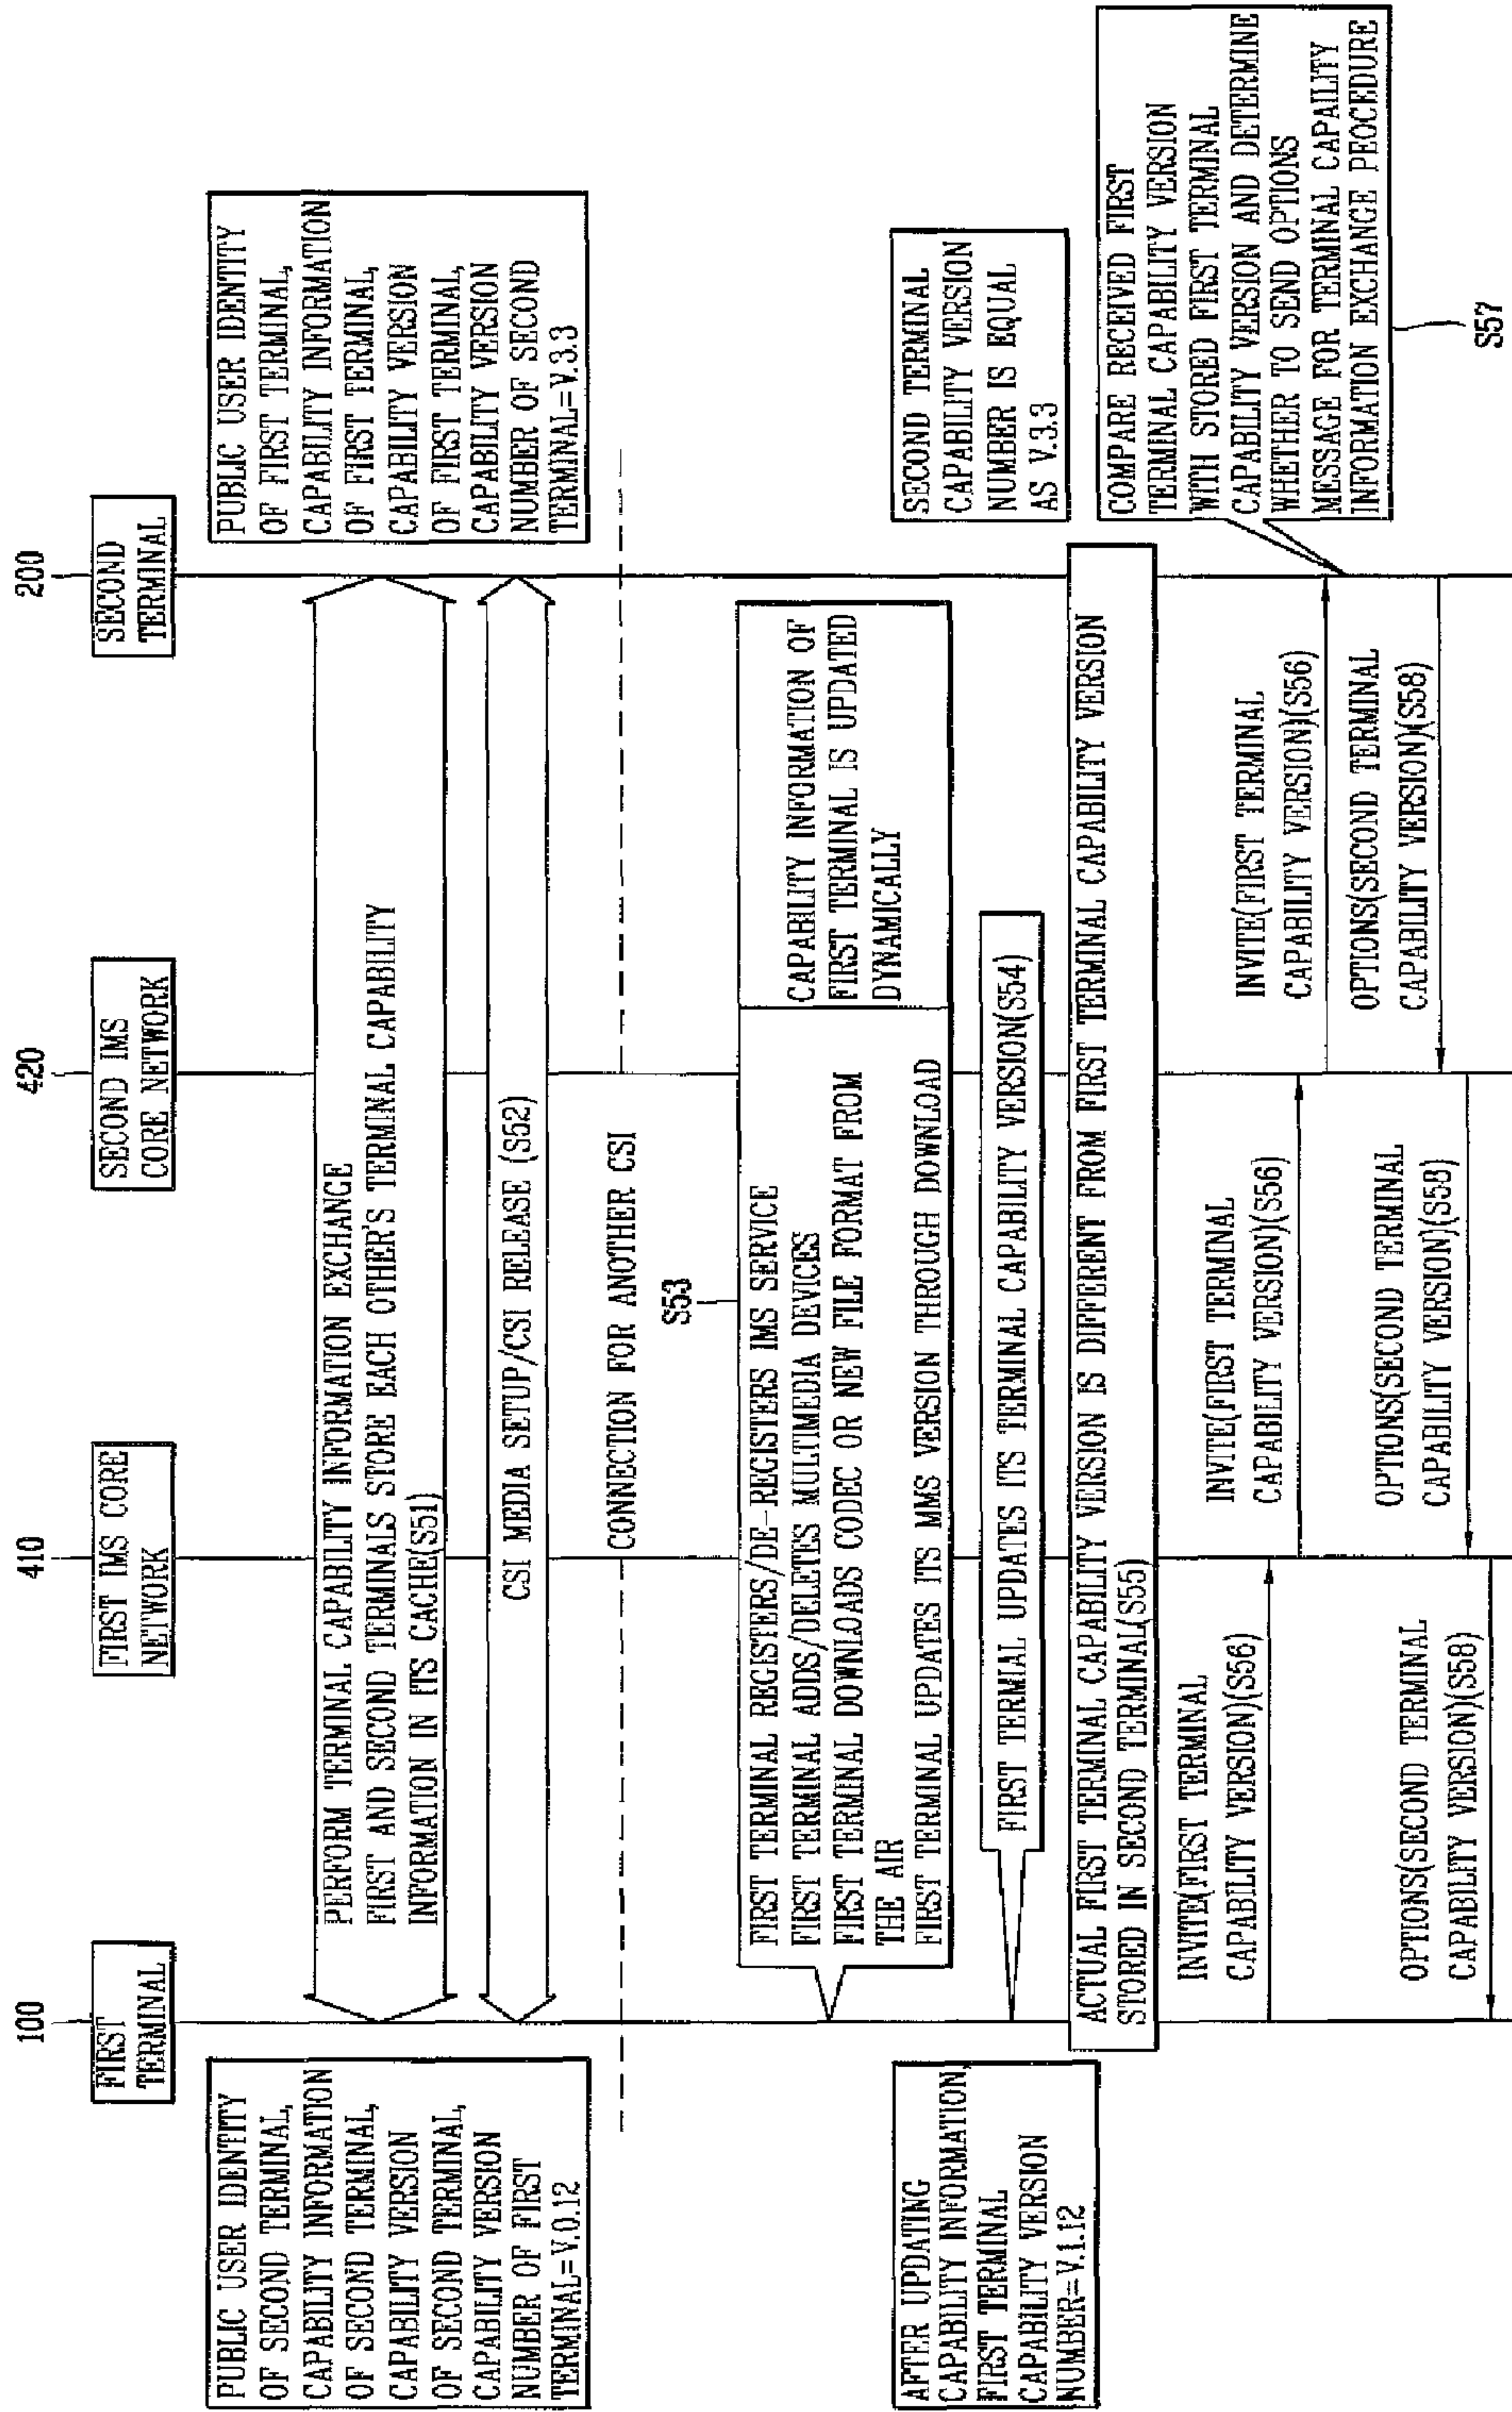 100
410
420
200
FIRST
TERMINAL
FIRST IMS CORE
NETWORK
SECOND IMS
CORE NETWORK
SECOND
TERMINAL
PUBLIC USER IDENTITY
OF SECOND TERMINAL,
CAPABILITY INFORMATION
OF SECOND TERMINAL,
CAPABILITY VERSION
OF SECOND TERMINAL,
CAPABILITY VERSION
NUMBER OF FIRST
TERMINAL=V.0.12
PERFORM TERMINAL CAPABILITY INFORMATION EXCHANGE
FIRST AND SECOND TERMINALS STORE EACH OTHER'S TERMINAL CAPABILITY
INFORMATION IN ITS CACHE(S51)
PUBLIC USER IDENTITY
OF FIRST TERMINAL,
CAPABILITY INFORMATION
OF FIRST TERMINAL,
CAPABILITY VERSION
OF FIRST TERMINAL,
CAPABILITY VERSION
NUMBER OF SECOND
TERMINAL=V.3.3
CSI MEDIA SETUP/CSI RELEASE (S52)
CONNECTION FOR ANOTHER CSI
S53
FIRST TERMINAL REGISTERS/DE-REGISTERS IMS SERVICE
FIRST TERMINAL ADDS/DELETES MULTIMEDIA DEVICES
FIRST TERMINAL DOWNLOADS CODEC OR NEW FILE FORMAT FROM
THE AIR
FIRST TERMINAL UPDATES ITS MMS VERSION THROUGH DOWNLOAD
CAPABILITY INFORMATION OF
FIRST TERMINAL IS UPDATED
DYNAMICALLY
AFTER UPDATING
CAPABILITY INFORMATION,
FIRST TERMINAL
CAPABILITY VERSION
NUMBER=V.1.12
FIRST TERMIAL UPDATES ITS TERMINAL CAPABILITY VERSION(S54)
SECOND TERMINAL
CAPABILITY VERSION
NUMBER IS EQUAL
AS V.3.3
ACTUAL FIRST TERMINAL CAPABILITY VERSION IS DIFFERENT FROM FIRST TERMINAL CAPABILITY VERSION
STORED IN SECOND TERMINAL(S55)
INVITE(FIRST TERMINAL
CAPABILITY VERSION)(S56)
INVITE(FIRST TERMINAL
CAPABILITY VERSION)(S56)
INVITE(FIRST TERMINAL
CAPABILITY VERSION)(S56)
COMPARE RECEIVED FIRST
TERMINAL CAPABILITY VERSION
WITH STORED FIRST TERMINAL
CAPABILITY VERSION AND DETERMINE
WHETHER TO SEND OPTIONS
MESSAGE FOR TERMINAL CAPAILITY
INFORMATION EXCHANGE PEOCEDURE
S57
OPTIONS(SECOND TERMINAL
CAPABILITY VERSION)(S58)
OPTIONS(SECOND TERMINAL
CAPABILITY VERSION)(S58)
OPTIONS(SECOND TERMINAL
CAPABILITY VERSION)(S58)